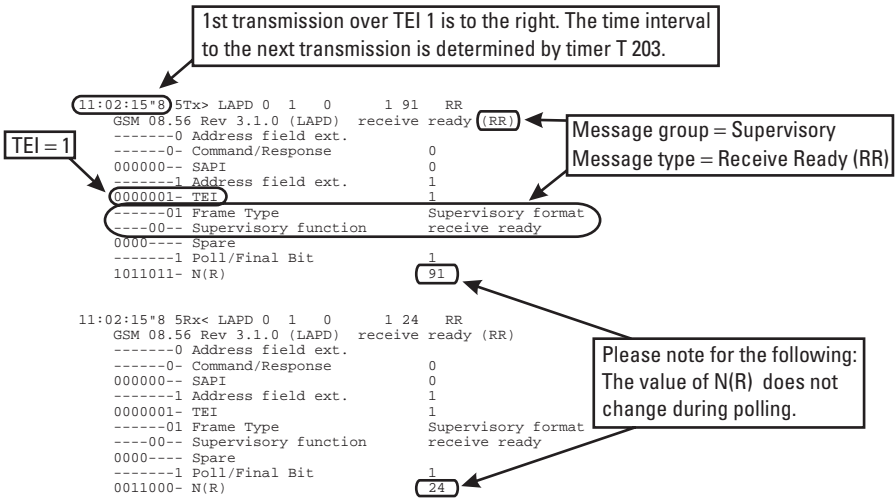 1st transmission over TEI 1 is to the right. The time interval
to the next transmission is determined by timer T 203.
11:02:15"8 5Tx> LAPD 0 1 0 1 91 RR
GSM 08.56 Rev 3.1.0 (LAPD) receive ready (RR)
-------0 Address field ext.
------0- Command/Response 0
000000-- SAPI 0
-------1 Address field ext. 1
0000001- TEI 1
------01 Frame Type Supervisory format
----00-- Supervisory function receive ready
0000---- Spare
-------1 Poll/Final Bit 1
1011011- N(R) 91
TEI = 1
Message group = Supervisory
Message type = Receive Ready (RR)
11:02:15"8 5Rx< LAPD 0 1 0 1 24 RR
GSM 08.56 Rev 3.1.0 (LAPD) receive ready (RR)
-------0 Address field ext.
------0- Command/Response 0
000000-- SAPI 0
-------1 Address field ext. 1
0000001- TEI 1
------01 Frame Type Supervisory format
----00-- Supervisory function receive ready
0000---- Spare
-------1 Poll/Final Bit 1
0011000- N(R) 24
Please note for the following:
The value of N(R) does not
change during polling.